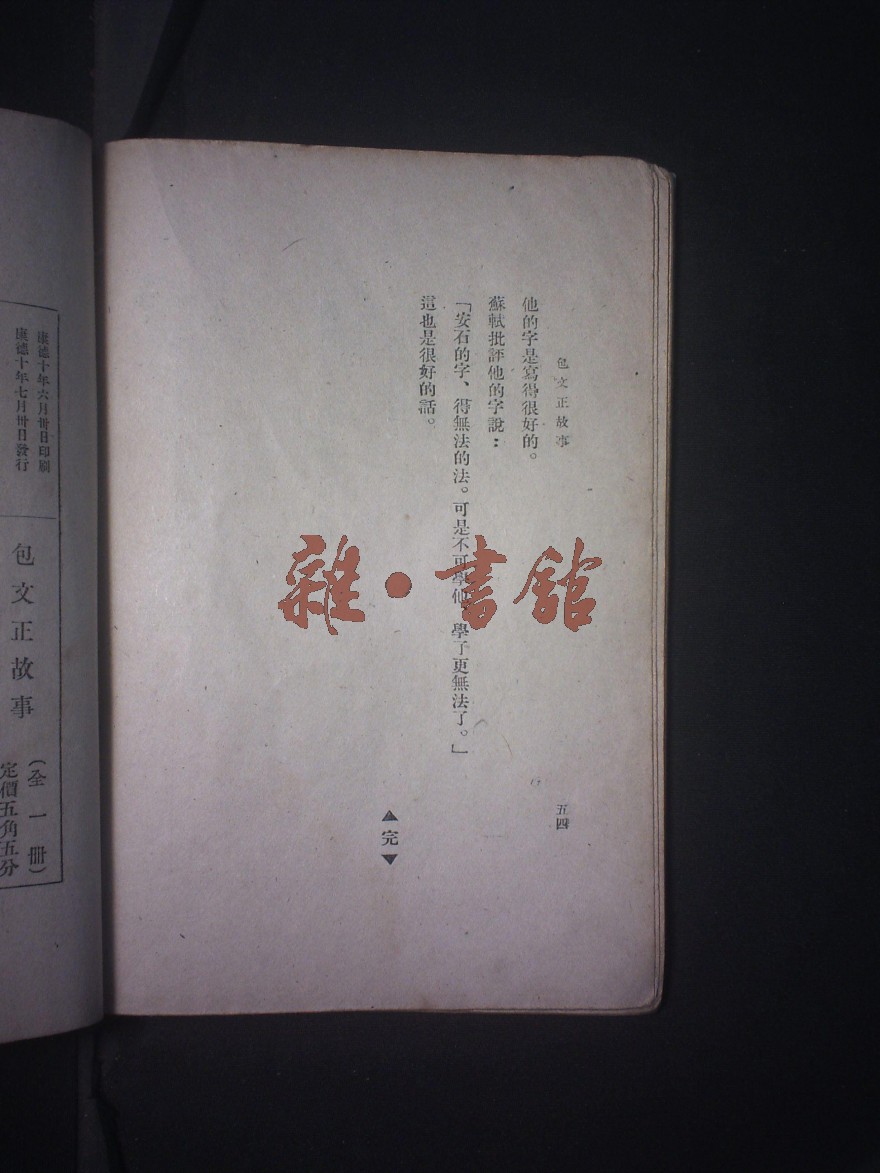 包文正故事
他的字是寫得很好的。
蘇軾批評他的字說：
「安石的字、得無法的法。可是不可學他、學了更無法了。」
這也是很好的話。
▲完▼
五四
雜·書館
康德十年六月卅日印刷
康德十年七月卅日發行
包文正故事
（全一冊）
定價五角五分